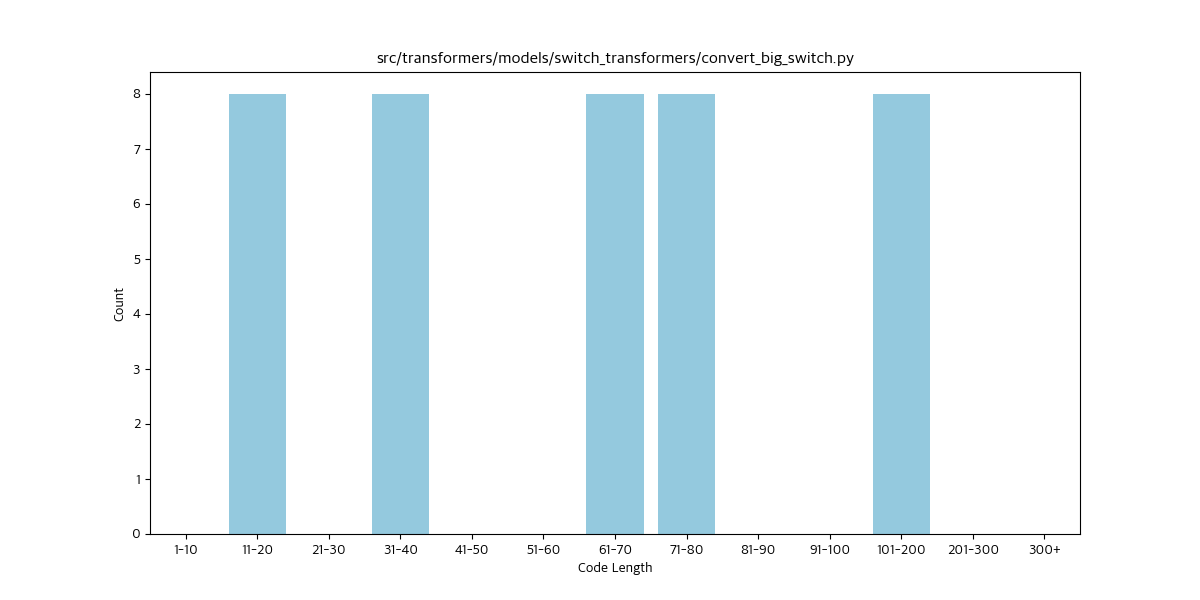 src/transformers/models/switch_transformers/convert_big_switch.py
8
7
6
5
4
3
2
1
0
Count
1-10 11-20 21-30 31-40 41-50 51-60 61-70 71-80 81-90 91-100 101-200 201-300 300+
Code Length